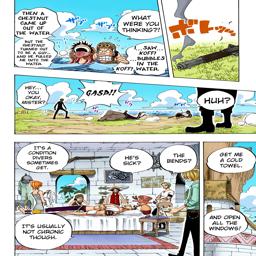 THEN A
CHESTNUT
CAME UP
OUT OF
THE WATER.
BUT THE
CHESTNUT
TURNED OUT
TO BE A GUY
AND HE PULLED
ME INTO THE
WATER
WHAT
WERE YOU
THINKING?!
I... SAW...
KOFF!
BUBBLES
IN THE
WATER.
KOFF!
HEY...
YOU
OKAY,
MISTER?
GASP!!
HUH?
IT'S A
CONDITION
DIVERS
SOMETIMES
GET.
HE'S
SICK?
THE
BENDS?
IT'S USUALLY
NOT CHRONIC
THOUGH.
GET ME
A COLD
TOWEL.
AND OPEN
ALL THE
WINDOWS!